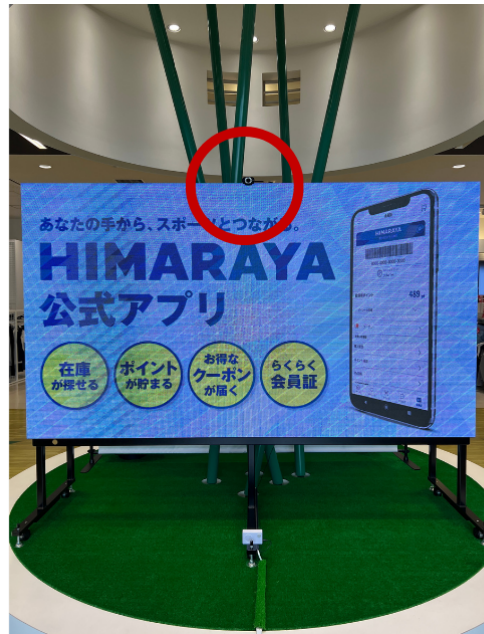 あなたの手から、スポーツとつながる。
HIMARAYA
公式アプリ
在庫
が探せる
ポイント
が貯まる
お得な
クーポン
が届く
らくらく
会員証
HIMARAYA
489